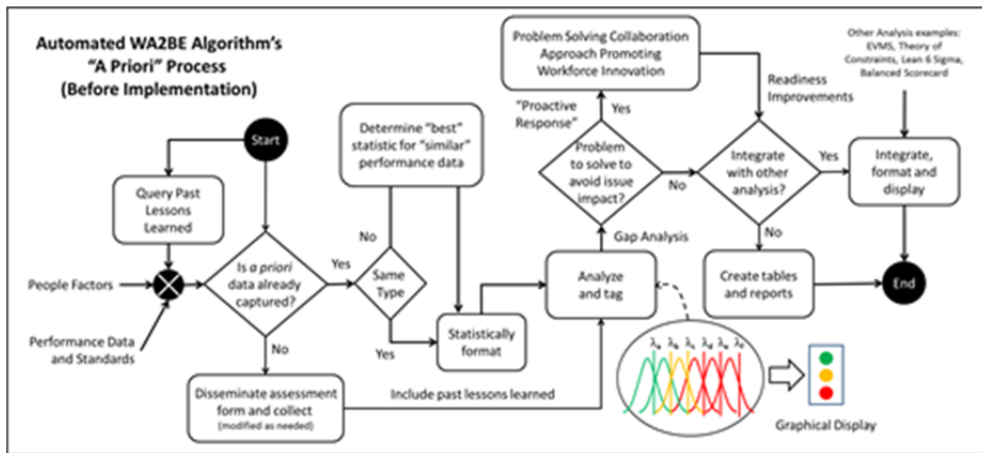 Automated WA2BE Algorithm's
"A Priori" Process
(Before Implementation)
Start
Query Past
Lessons
Learned
People Factors
Performance Data
and Standards
Is a priori
data already
captured?
Yes
No
Disseminate assessment
form and collect
(modified as needed)
Include past lessons learned
Determine "best"
statistic for "similar"
performance data
No
Same
Type
Yes
Statistically
format
Problem Solving Collaboration
Approach Promoting
Workforce Innovation
"Proactive
Response"
Yes
Problem
to solve to
avoid issue
impact?
No
Gap Analysis
Analyze
and tag
Readiness
Improvements
Integrate
with other
analysis?
Yes
No
Create tables
and reports
Other Analysis examples:
EVMS, Theory of
Constraints, Lean 6 Sigma,
Balanced Scorecard
Integrate,
format and
display
End
Graphical Display